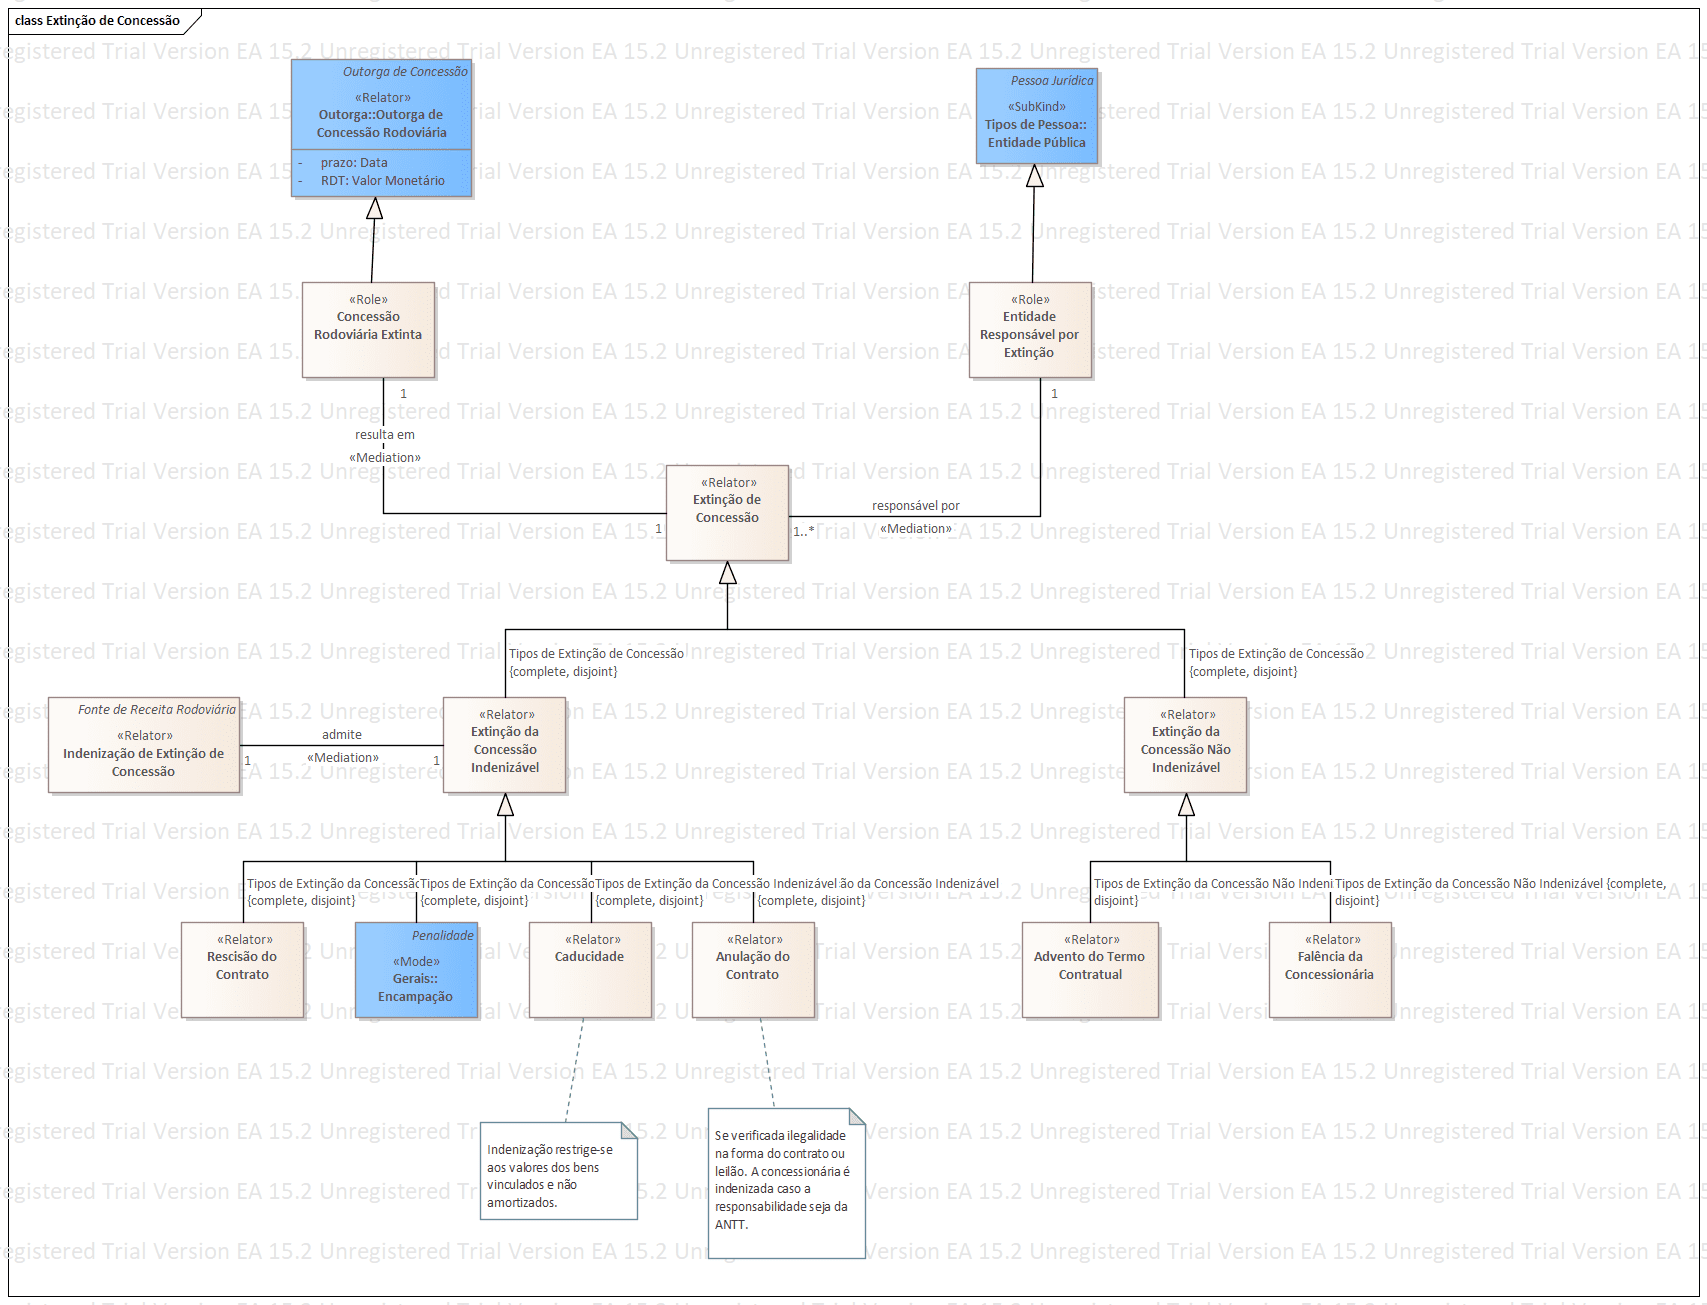 class Extinção de Concessão
Outorga de Concessão
«Relator»
Outorga::Outorga de
Concessão Rodoviária
- prazo: Data
- RDT: Valor Monetário
Pessoa Jurídica
«SubKind»
Tipos de Pessoa::
Entidade Pública
«Role»
Concessão
Rodoviária Extinta
«Role»
Entidade
Responsável por
Extinção
1
resulta em
«Mediation»
1
1
responsável por
«Mediation»
1..*
«Relator»
Extinção de
Concessão
Tipos de Extinção de Concessão
{complete, disjoint}
Tipos de Extinção de Concessão
{complete, disjoint}
Fonte de Receita Rodoviária
«Relator»
Indenização de Extinção de
Concessão
admite
«Mediation»
1
1
«Relator»
Extinção da
Concessão
Indenizável
«Relator»
Extinção da
Concessão Não
Indenizável
Tipos de Extinção da Concessã
{complete, disjoint}
Tipos de Extinção da Concessão
{complete, disjoint}
Tipos de Extinção da Concessão Indenizável
{complete, disjoint}
ão da Concessão Indenizável
{complete, disjoint}
Tipos de Extinção da Concessão Não Indeni
disjoint}
Tipos de Extinção da Concessão Não Indenizável {complete,
disjoint}
«Relator»
Rescisão do
Contrato
Penalidade
«Mode»
Gerais::
Encampação
«Relator»
Caducidade
«Relator»
Anulação do
Contrato
«Relator»
Advento do Termo
Contratual
«Relator»
Falência da
Concessionária
Indenização restrige-se
aos valores dos bens
vinculados e não
amortizados.
Se verificada ilegalidade
na forma do contrato ou
leilão. A concessionária é
indenizada caso a
responsabilidade seja da
ANTT.